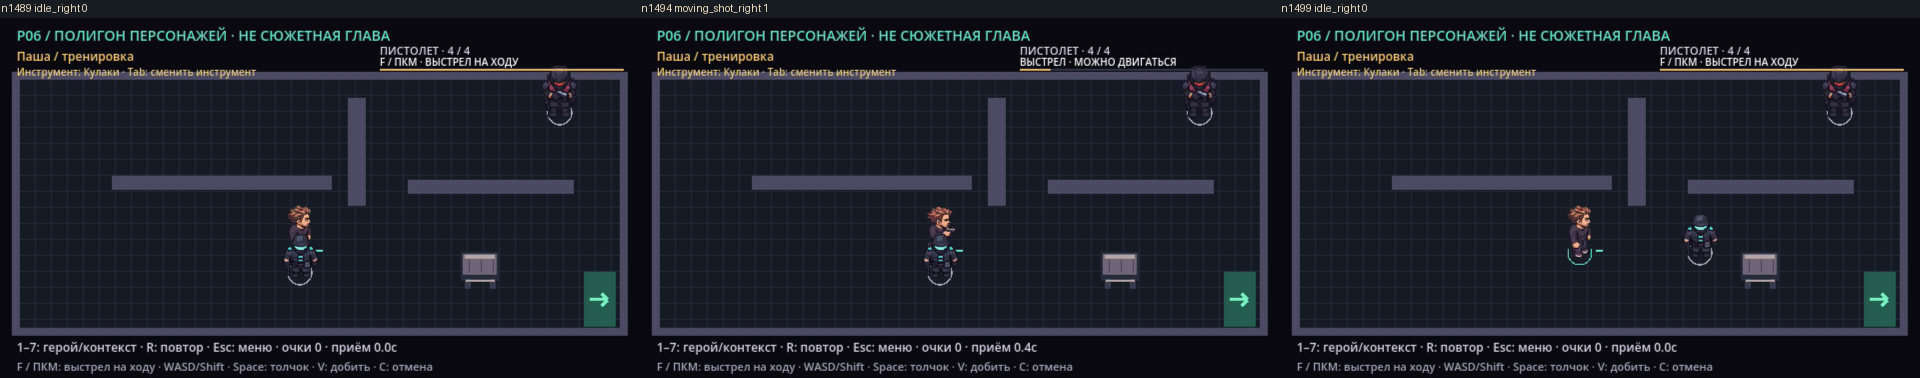 n1489 idle_right 0
P06 / ПОЛИГОН ПЕРСОНАЖЕЙ · НЕ СЮЖЕТНАЯ ГЛАВА
ПИСТОЛЕТ · 4 / 4
Паша / тренировка
F / ПКМ · ВЫСТРЕЛ НА ХОДУ
Инструмент: Кулаки · Tab: сменить инструмент
→
1–7: герой/контекст · R: повтор · Esc: меню · очки 0 · приём 0.0с
F / ПКМ: выстрел на ходу · WASD/Shift · Space: толчок · V: добить · C: отмена
n1494 moving_shot_right 1
P06 / ПОЛИГОН ПЕРСОНАЖЕЙ · НЕ СЮЖЕТНАЯ ГЛАВА
ПИСТОЛЕТ · 4 / 4
Паша / тренировка
ВЫСТРЕЛ · МОЖНО ДВИГАТЬСЯ
Инструмент: Кулаки · Tab: сменить инструмент
→
1–7: герой/контекст · R: повтор · Esc: меню · очки 0 · приём 0.4с
F / ПКМ: выстрел на ходу · WASD/Shift · Space: толчок · V: добить · C: отмена
n1499 idle_right 0
P06 / ПОЛИГОН ПЕРСОНАЖЕЙ · НЕ СЮЖЕТНАЯ ГЛАВА
ПИСТОЛЕТ · 4 / 4
Паша / тренировка
F / ПКМ · ВЫСТРЕЛ НА ХОДУ
Инструмент: Кулаки · Tab: сменить инструмент
→
1–7: герой/контекст · R: повтор · Esc: меню · очки 0 · приём 0.0с
F / ПКМ: выстрел на ходу · WASD/Shift · Space: толчок · V: добить · C: отмена